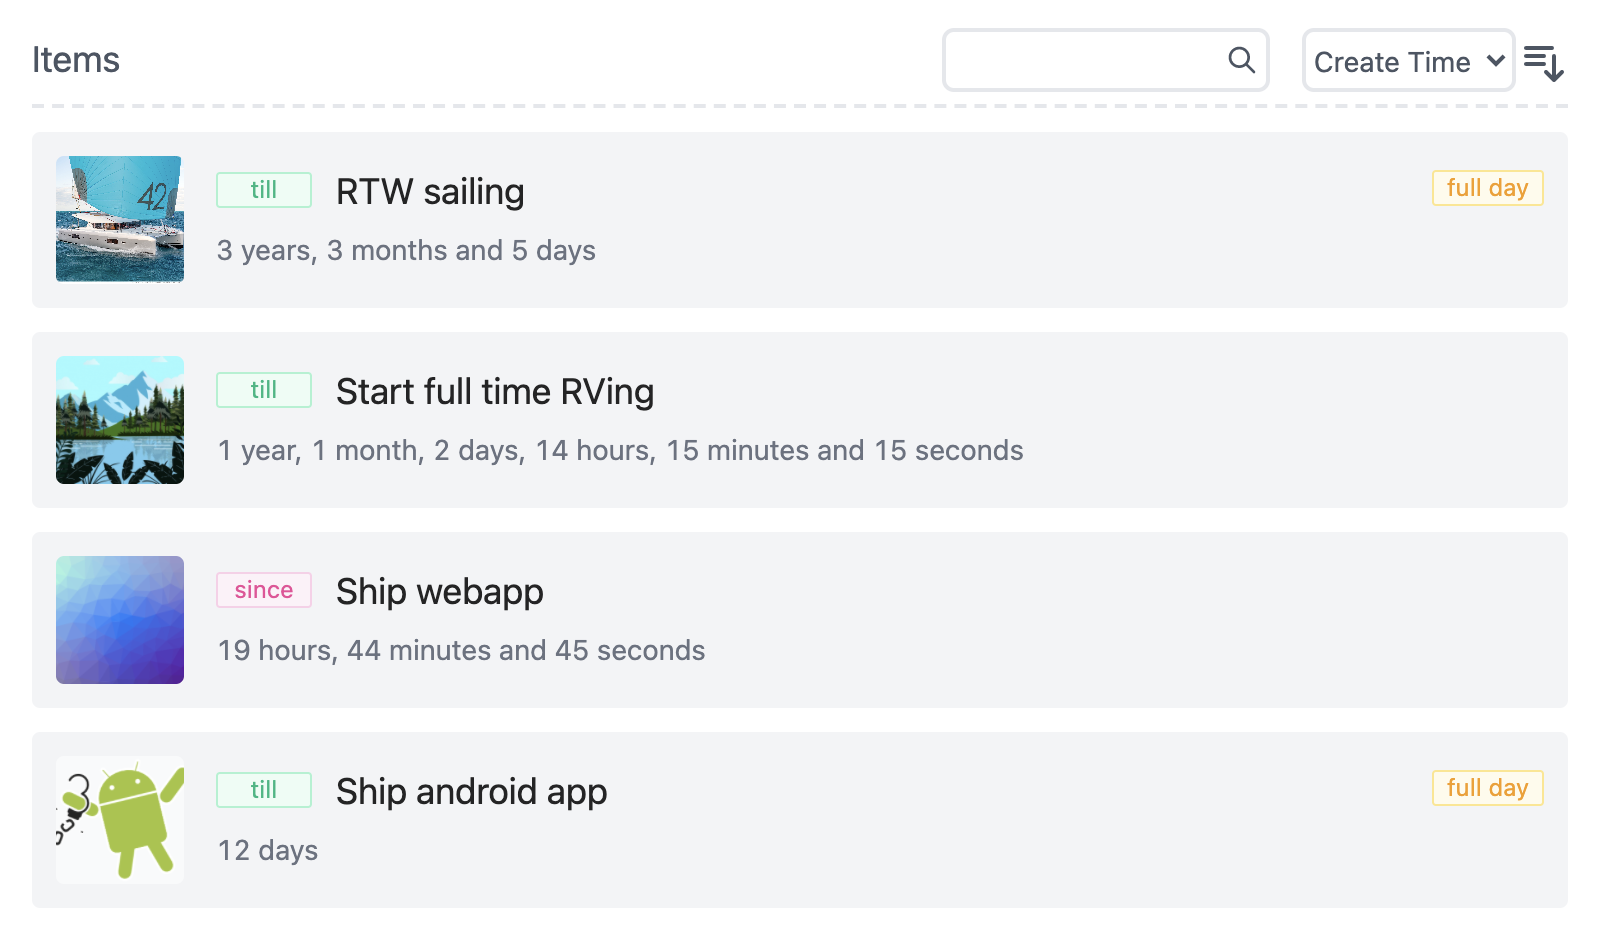 Items
Create Time
42
till RTW sailing full day
3 years, 3 months and 5 days
till Start full time RVing
1 year, 1 month, 2 days, 14 hours, 15 minutes and 15 seconds
since Ship webapp
19 hours, 44 minutes and 45 seconds
till Ship android app full day
12 days